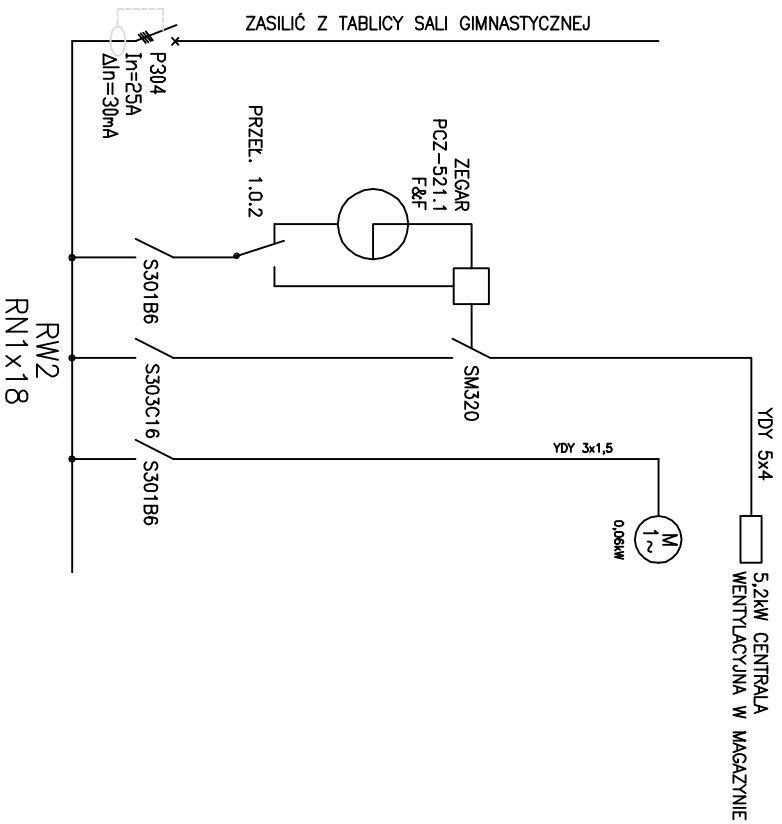 ZASILIĆ Z TABLICY SALI GIMNASTYCZNEJ
P304
In=25A
ΔIn=30mA
ZEGAR
PCZ-521.1
F&F
PRZEŁ. 1.0.2
S301B6
S303C16
S301B6
SM320
YDY 3x1,5
M
1~
0,06kW
YDY 5x4
5,2kW CENTRALA
WENTYLACYJNA W MAGAZYNIE
RW2
RN1x18